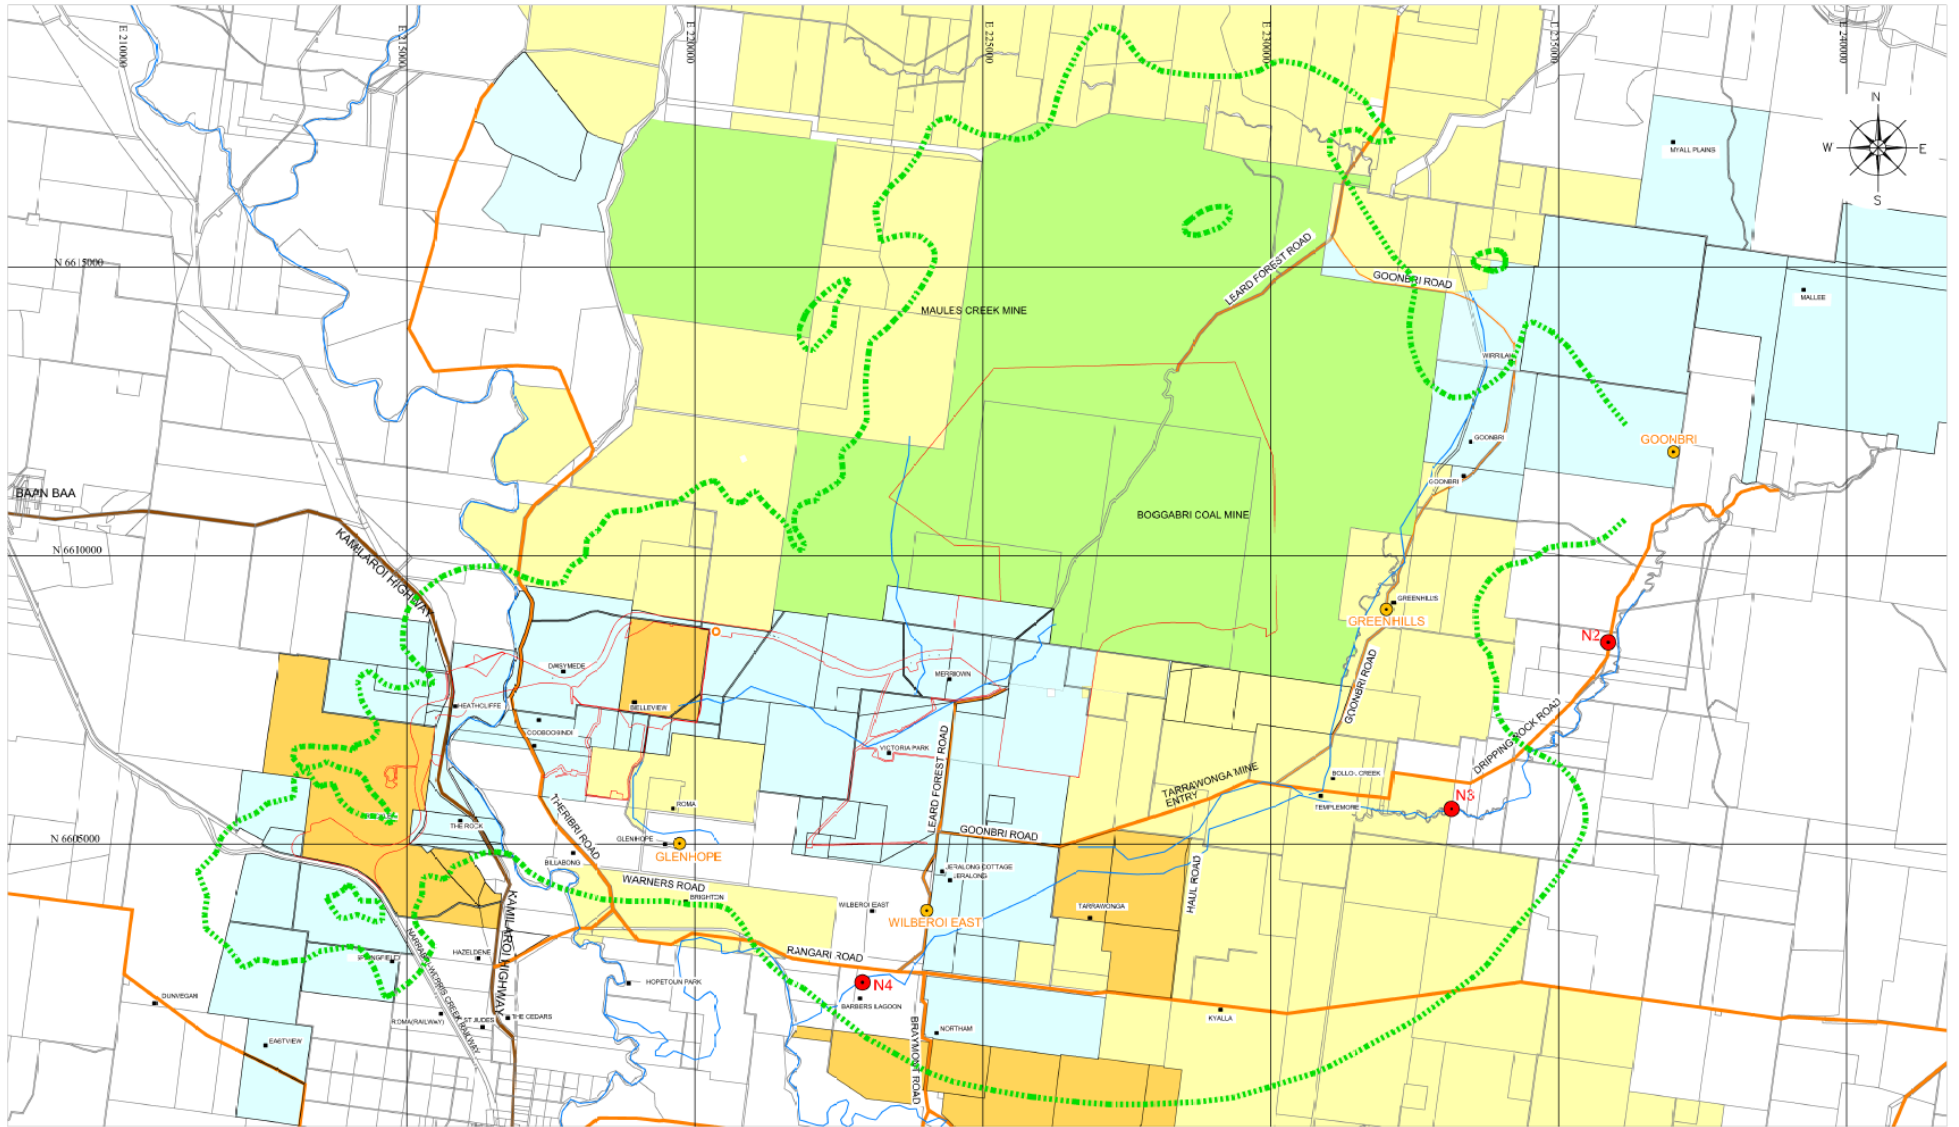 E 210000
E 215000
E 220000
E 225000
E 230000
E 235000
E 240000
N
W
E
S
MYALL PLAINS
N 6615000
LEARD FOREST ROAD
GOONBRI ROAD
MALLEE
MAULES CREEK MINE
WIRRILAH
GOONBRI
GOONBRI
GOONBRI
BAAN BAA
BOGGABRI COAL MINE
KAMILAROI HIGHWAY
N 6610000
GREENHILLS
GREENHILLS
N2
GOONBRI ROAD
DAISYMEDE
MERRIOWN
HEATHCLIFFE
BELLEVIEW
COOBOOBINDI
VICTORIA PARK
LEARD FOREST ROAD
DRIPPING ROCK ROAD
TARRAWONGA MINE
ENTRY
BOLLOL CREEK
TEMPLEMORE
N3
ROMA
THE ROCK
THERIBRI ROAD
N 6605000
GLENHOPE
GLENHOPE
GOONBRI ROAD
BILLABONG
JERALONG COTTAGE
JERALONG
HAUL ROAD
WARNERS ROAD
BRIGHTON
WILBEROI EAST
WILBEROI EAST
TARRAWONGA
KAMILAROI HIGHWAY
NARRABRI-WERRIS CREEK RAILWAY
HAZELDENE
SPRINGFIELD
RANGARI ROAD
HOPETOUN PARK
N4
BARBERS LAGOON
DUNVEGAN
ROMA(RAILWAY)
ST JUDES
THE CEDARS
KYALLA
NORTHAM
EASTVIEW
BRAYMONT ROAD